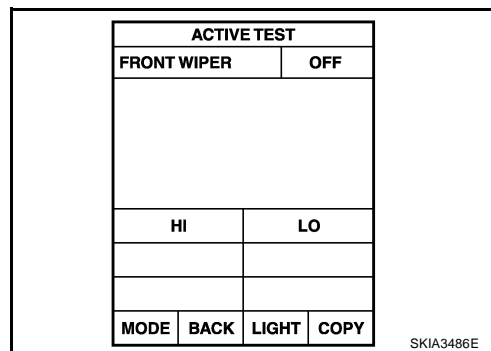 ACTIVE TEST
FRONT WIPER OFF
HI LO
MODE BACK LIGHT COPY
SKIA3486E